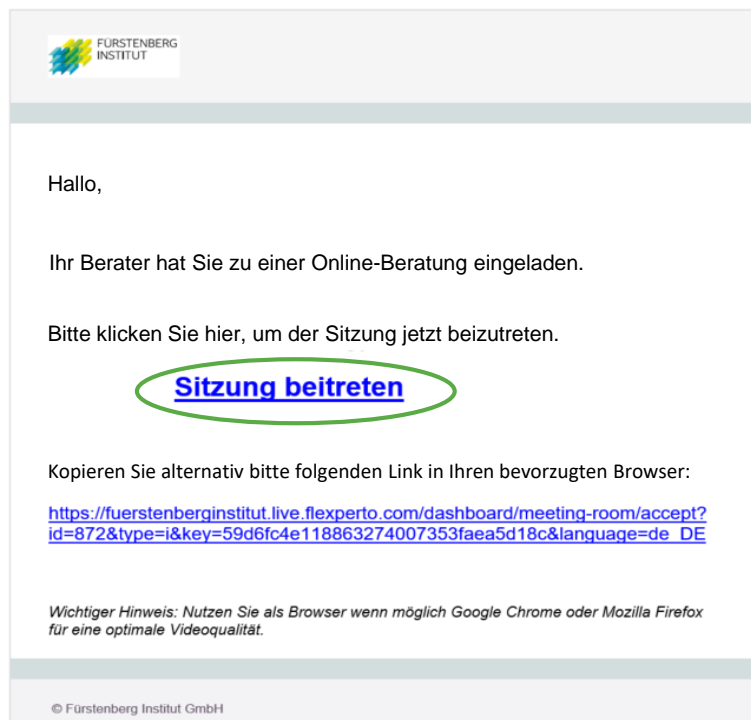 FÜRSTENBERG
INSTITUT
Hallo,
Ihr Berater hat Sie zu einer Online-Beratung eingeladen.
Bitte klicken Sie hier, um der Sitzung jetzt beizutreten.
Sitzung beitreten
Kopieren Sie alternativ bitte folgenden Link in Ihren bevorzugten Browser:
https://fuerstenberginstitut.live.flexperto.com/dashboard/meeting-room/accept?
id=872&type=i&key=59d6fc4e118863274007353faea5d18c&language=de_DE
Wichtiger Hinweis: Nutzen Sie als Browser wenn möglich Google Chrome oder Mozilla Firefox
für eine optimale Videoqualität.
© Fürstenberg Institut GmbH